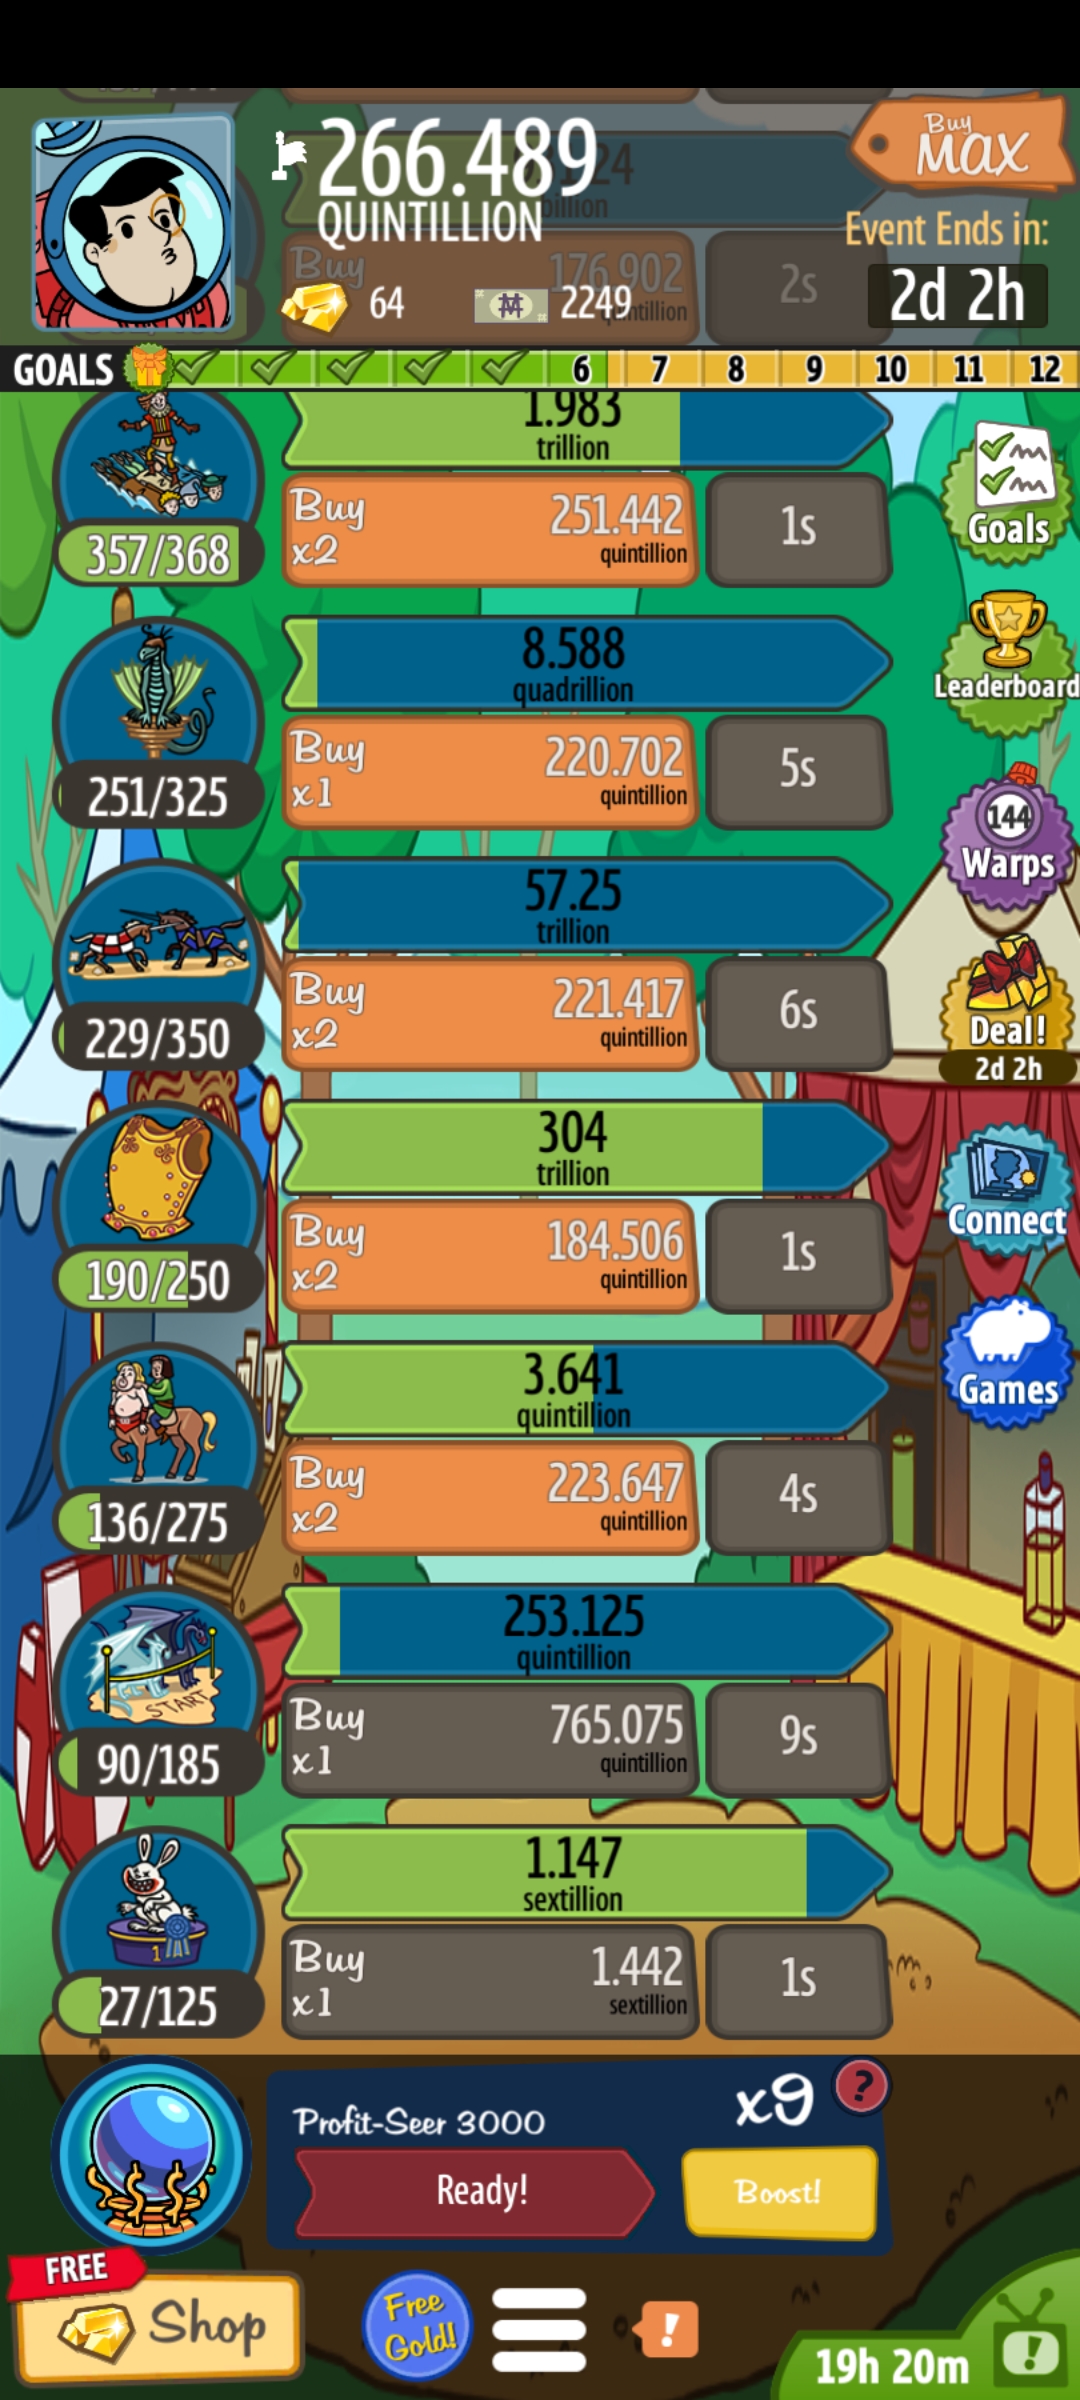 266.489
QUINTILLION
64
2249
Buy
MAX
Event Ends in:
2d 2h
Buy
176.902
2s
GOALS 6 7 8 9 10 11 12
1.983
trillion
357/368
Buy
x2
251.442
quintillion
1s
Goals
8.588
quadrillion
251/325
Buy
x1
220.702
quintillion
5s
Leaderboard
57.25
trillion
229/350
Buy
x2
221.417
quintillion
6s
144
Warps
Deal!
2d 2h
304
trillion
190/250
Buy
x2
184.506
quintillion
1s
Connect
3.641
quintillion
136/275
Buy
x2
223.647
quintillion
4s
Games
253.125
quintillion
START
90/185
Buy
x1
765.075
quintillion
9s
1.147
sextillion
1
27/125
Buy
x1
1.442
sextillion
1s
Profit-Seer 3000
x9
?
Ready!
Boost!
FREE
Shop
Free
Gold!
!
19h 20m
!